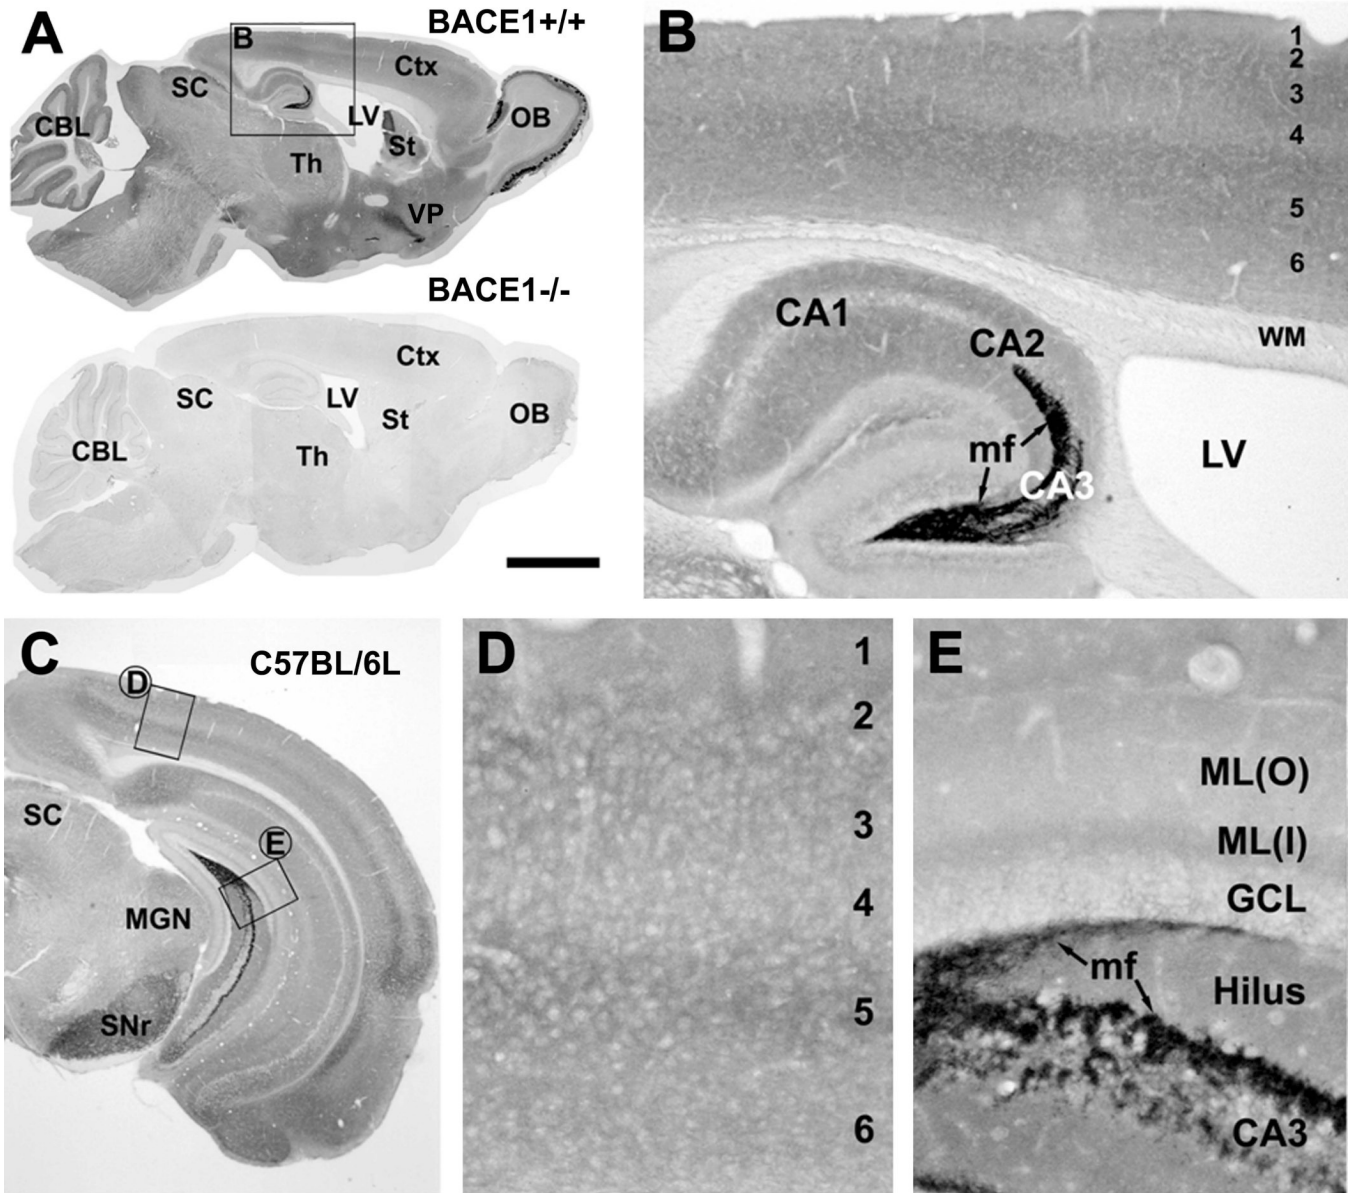 A
BACE1+/+
B
Ctx
SC
LV
OB
CBL
St
Th
VP
BACE1-/-
Ctx
SC
LV
St
OB
CBL
Th
B
1
2
3
4
5
6
CA1
CA2
WM
mf
LV
CA3
C
C57BL/6L
D
E
SC
MGN
SNr
D
1
2
3
4
5
6
E
ML(O)
ML(I)
GCL
mf
Hilus
CA3